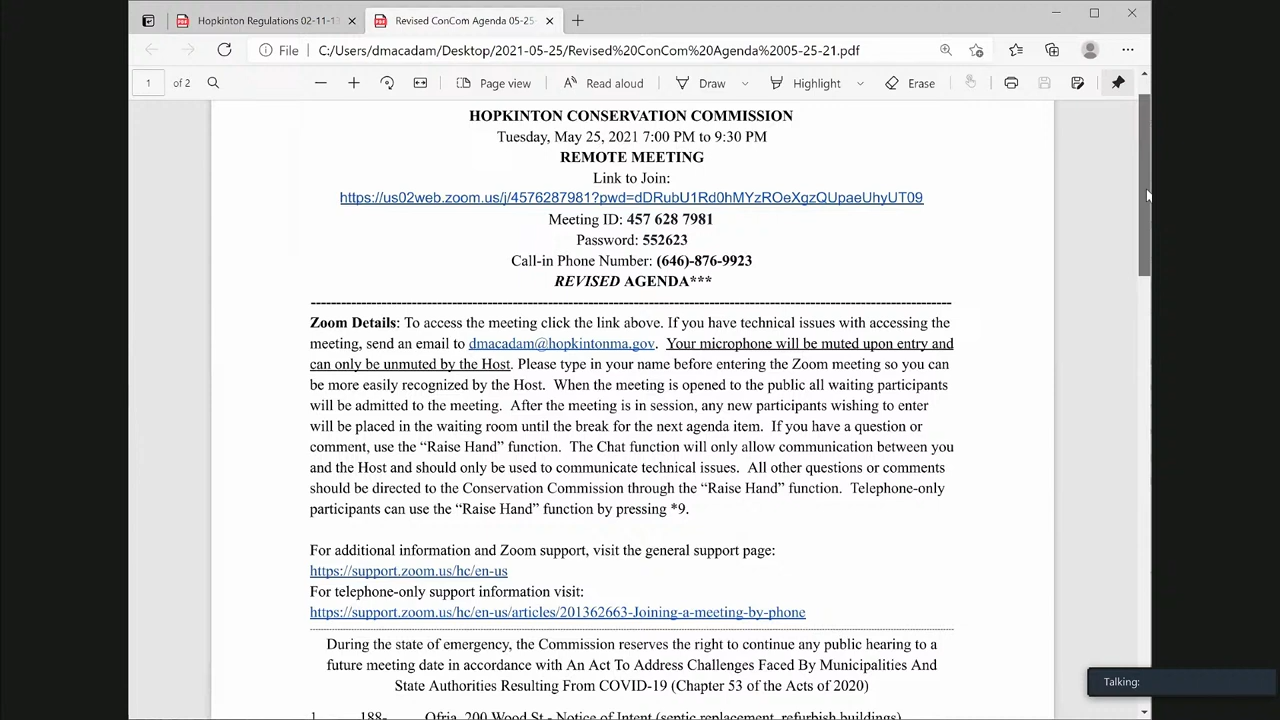 Hopkinton Regulations 02-11-1
Revised ConCom Agenda 05-25-
File
C:/Users/dmacadam/Desktop/2021-05-25/Revised%20ConCom%20Agenda%2005-25-21.pdf
1 of 2
Page view
Read aloud
Draw
Highlight
Erase
HOPKINTON CONSERVATION COMMISSION
Tuesday, May 25, 2021 7:00 PM to 9:30 PM
REMOTE MEETING
Link to Join:
https://us02web.zoom.us/j/4576287981?pwd=dDRubU1Rd0hMYzROeXgzQUpaeUhyUT09
Meeting ID: 457 628 7981
Password: 552623
Call-in Phone Number: (646)-876-9923
REVISED AGENDA***
Zoom Details: To access the meeting click the link above. If you have technical issues with accessing the
meeting, send an email to dmacadam@hopkintonma.gov. Your microphone will be muted upon entry and
can only be unmuted by the Host. Please type in your name before entering the Zoom meeting so you can
be more easily recognized by the Host. When the meeting is opened to the public all waiting participants
will be admitted to the meeting. After the meeting is in session, any new participants wishing to enter
will be placed in the waiting room until the break for the next agenda item. If you have a question or
comment, use the “Raise Hand” function. The Chat function will only allow communication between you
and the Host and should only be used to communicate technical issues. All other questions or comments
should be directed to the Conservation Commission through the “Raise Hand” function. Telephone-only
participants can use the “Raise Hand” function by pressing *9.
For additional information and Zoom support, visit the general support page:
https://support.zoom.us/hc/en-us
For telephone-only support information visit:
https://support.zoom.us/hc/en-us/articles/201362663-Joining-a-meeting-by-phone
During the state of emergency, the Commission reserves the right to continue any public hearing to a
future meeting date in accordance with An Act To Address Challenges Faced By Municipalities And
State Authorities Resulting From COVID-19 (Chapter 53 of the Acts of 2020)
1 188- Ofria, 200 Wood St - Notice of Intent (septic replacement, refurbish buildings)
Talking: